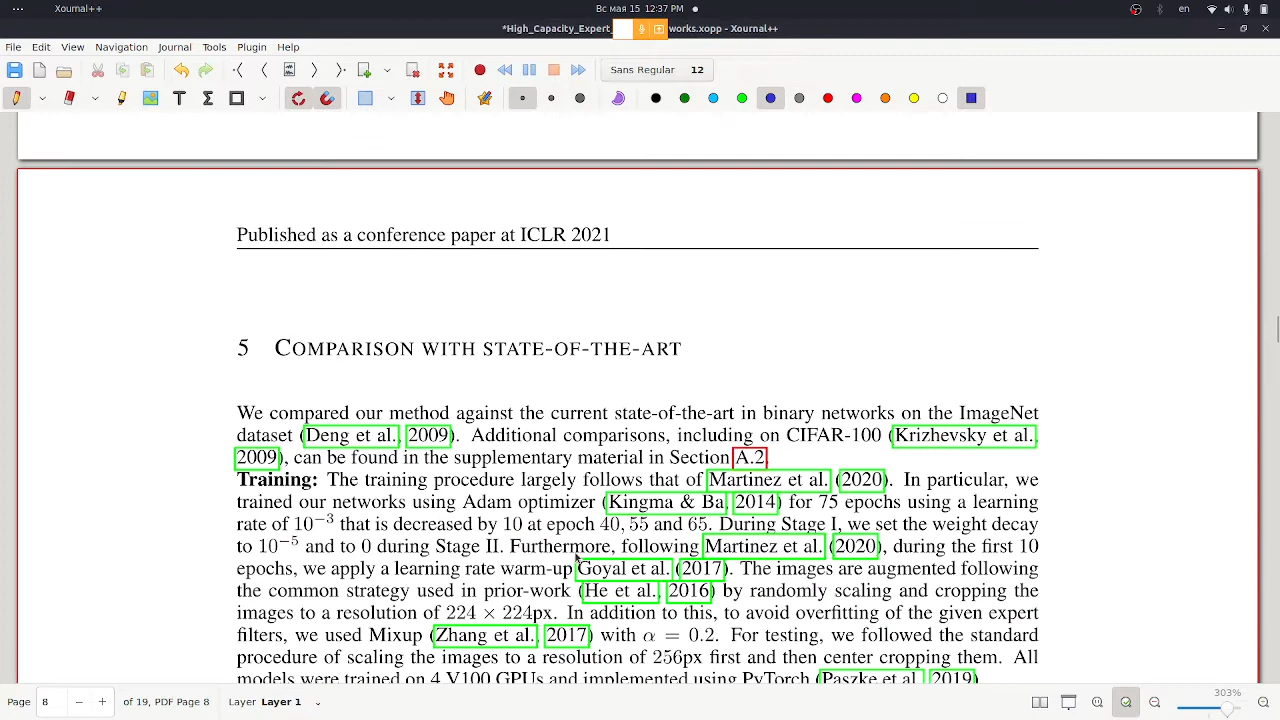 Xournal++
Вс мая 15 12:37 PM
en
*High_Capacity_Expert_
works.xopp - Xournal++
File Edit View Navigation Journal Tools Plugin Help
Sans Regular 12
Published as a conference paper at ICLR 2021
5 COMPARISON WITH STATE-OF-THE-ART
We compared our method against the current state-of-the-art in binary networks on the ImageNet
dataset (Deng et al., 2009). Additional comparisons, including on CIFAR-100 (Krizhevsky et al.,
2009), can be found in the supplementary material in Section A.2.
Training: The training procedure largely follows that of Martinez et al. (2020). In particular, we
trained our networks using Adam optimizer (Kingma & Ba, 2014) for 75 epochs using a learning
rate of 10⁻³ that is decreased by 10 at epoch 40, 55 and 65. During Stage I, we set the weight decay
to 10⁻⁵ and to 0 during Stage II. Furthermore, following Martinez et al. (2020), during the first 10
epochs, we apply a learning rate warm-up Goyal et al. (2017). The images are augmented following
the common strategy used in prior-work (He et al., 2016) by randomly scaling and cropping the
images to a resolution of 224 × 224px. In addition to this, to avoid overfitting of the given expert
filters, we used Mixup (Zhang et al., 2017) with α = 0.2. For testing, we followed the standard
procedure of scaling the images to a resolution of 256px first and then center cropping them. All
models were trained on 4 V100 GPUs and implemented using PyTorch (Paszke et al., 2019).
303%
Page 8 of 19, PDF Page 8 Layer Layer 1